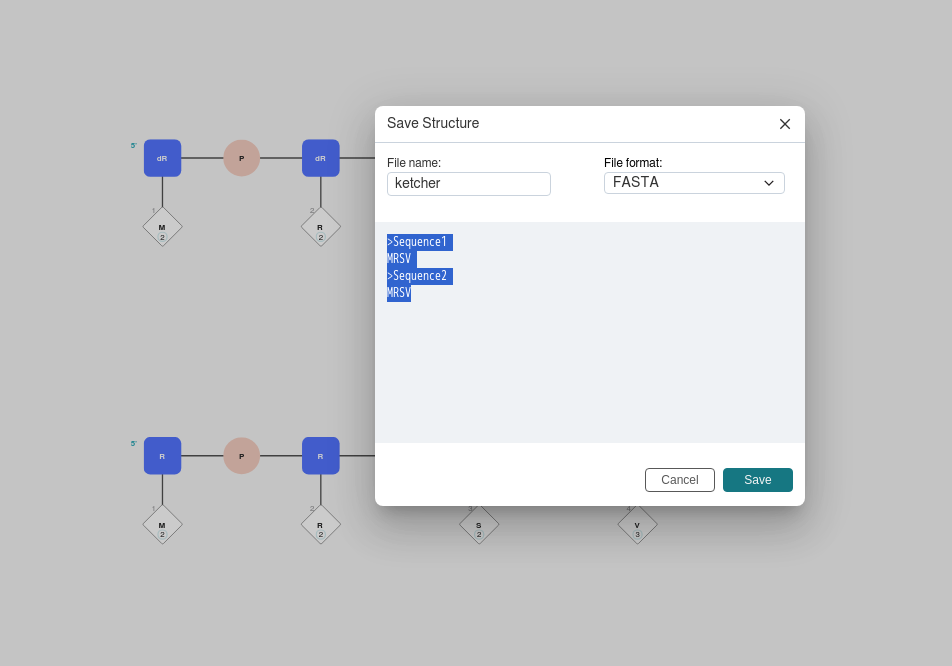 Save Structure
File name:
File format:
ketcher
FASTA
>Sequence1
MRSV
>Sequence2
MRSV
Cancel
Save
5'
dR
P
dR
1
2
M
2
R
2
5'
R
P
R
1
2
3
4
M
2
R
2
S
2
V
3